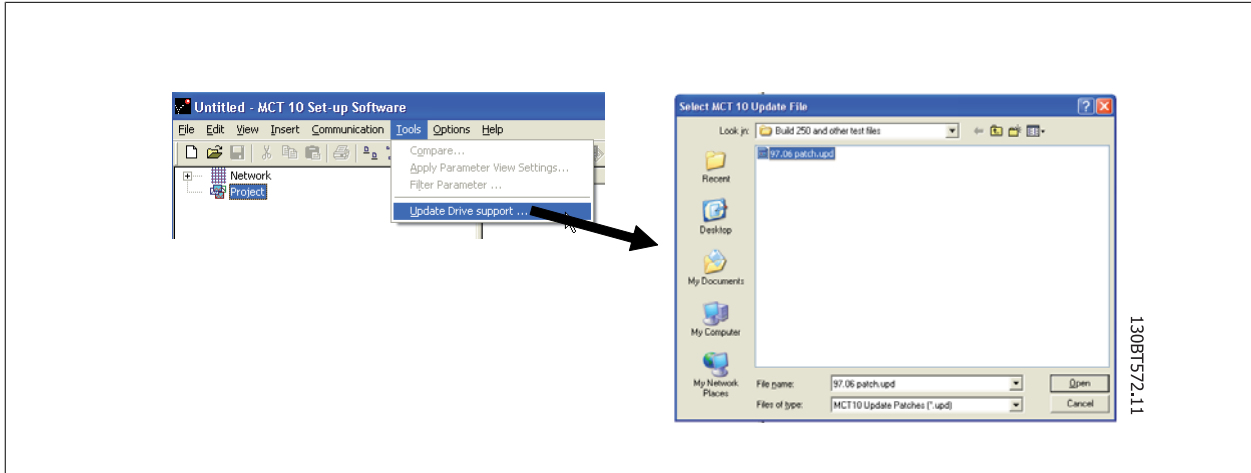 Untitled - MCT 10 Set-up Software
File Edit View Insert Communication Tools Options Help
Compare...
Apply Parameter View Settings...
Filter Parameter ...
Update Drive support ...
Network
Project
Select MCT 10 Update File
Look in: Build 250 and other test files
97.06 patch.upd
Recent
Desktop
My Documents
My Computer
My Network Places
File name: 97.06 patch.upd Open
Files of type: MCT10 Update Patches (*.upd) Cancel
130BT572.11